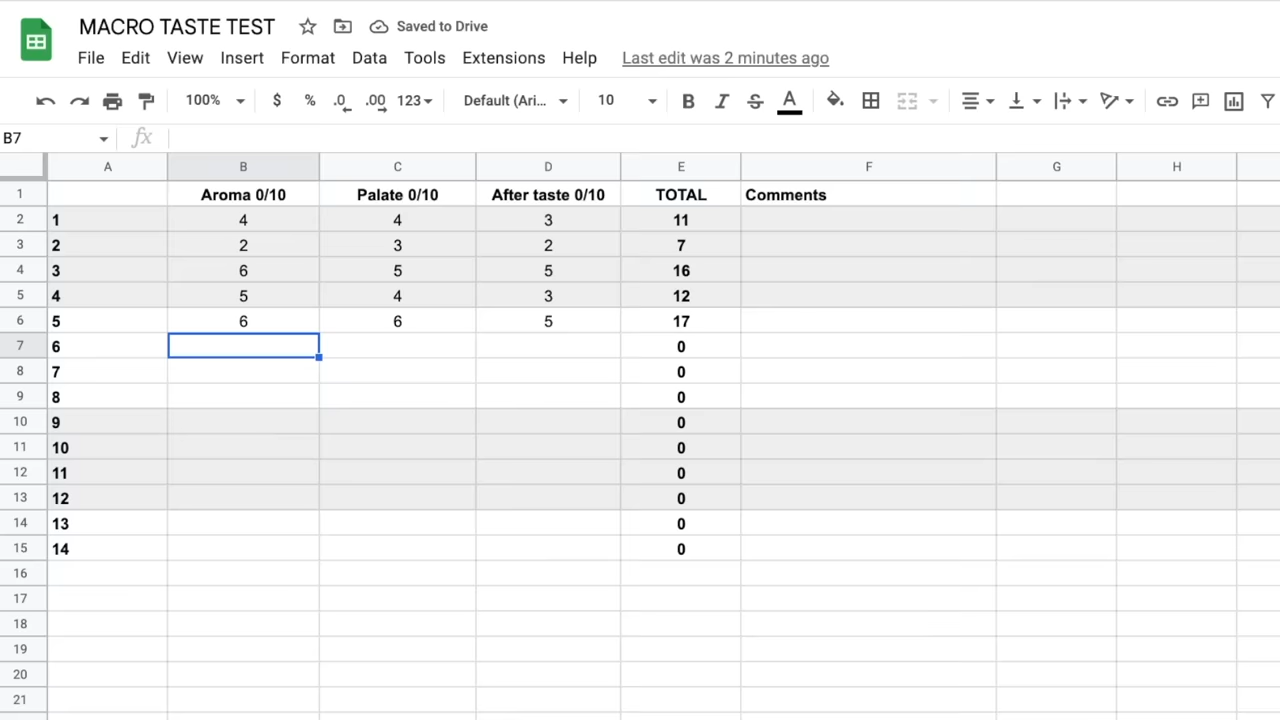 MACRO TASTE TEST Saved to Drive
File Edit View Insert Format Data Tools Extensions Help Last edit was 2 minutes ago
100% $ % .0 .00 123 Default (Ari... 10 B I S A
B7 fx
A B C D E F G H
1 Aroma 0/10 Palate 0/10 After taste 0/10 TOTAL Comments
2 1 4 4 3 11
3 2 2 3 2 7
4 3 6 5 5 16
5 4 5 4 3 12
6 5 6 6 5 17
7 6 0
8 7 0
9 8 0
10 9 0
11 10 0
12 11 0
13 12 0
14 13 0
15 14 0
16
17
18
19
20
21